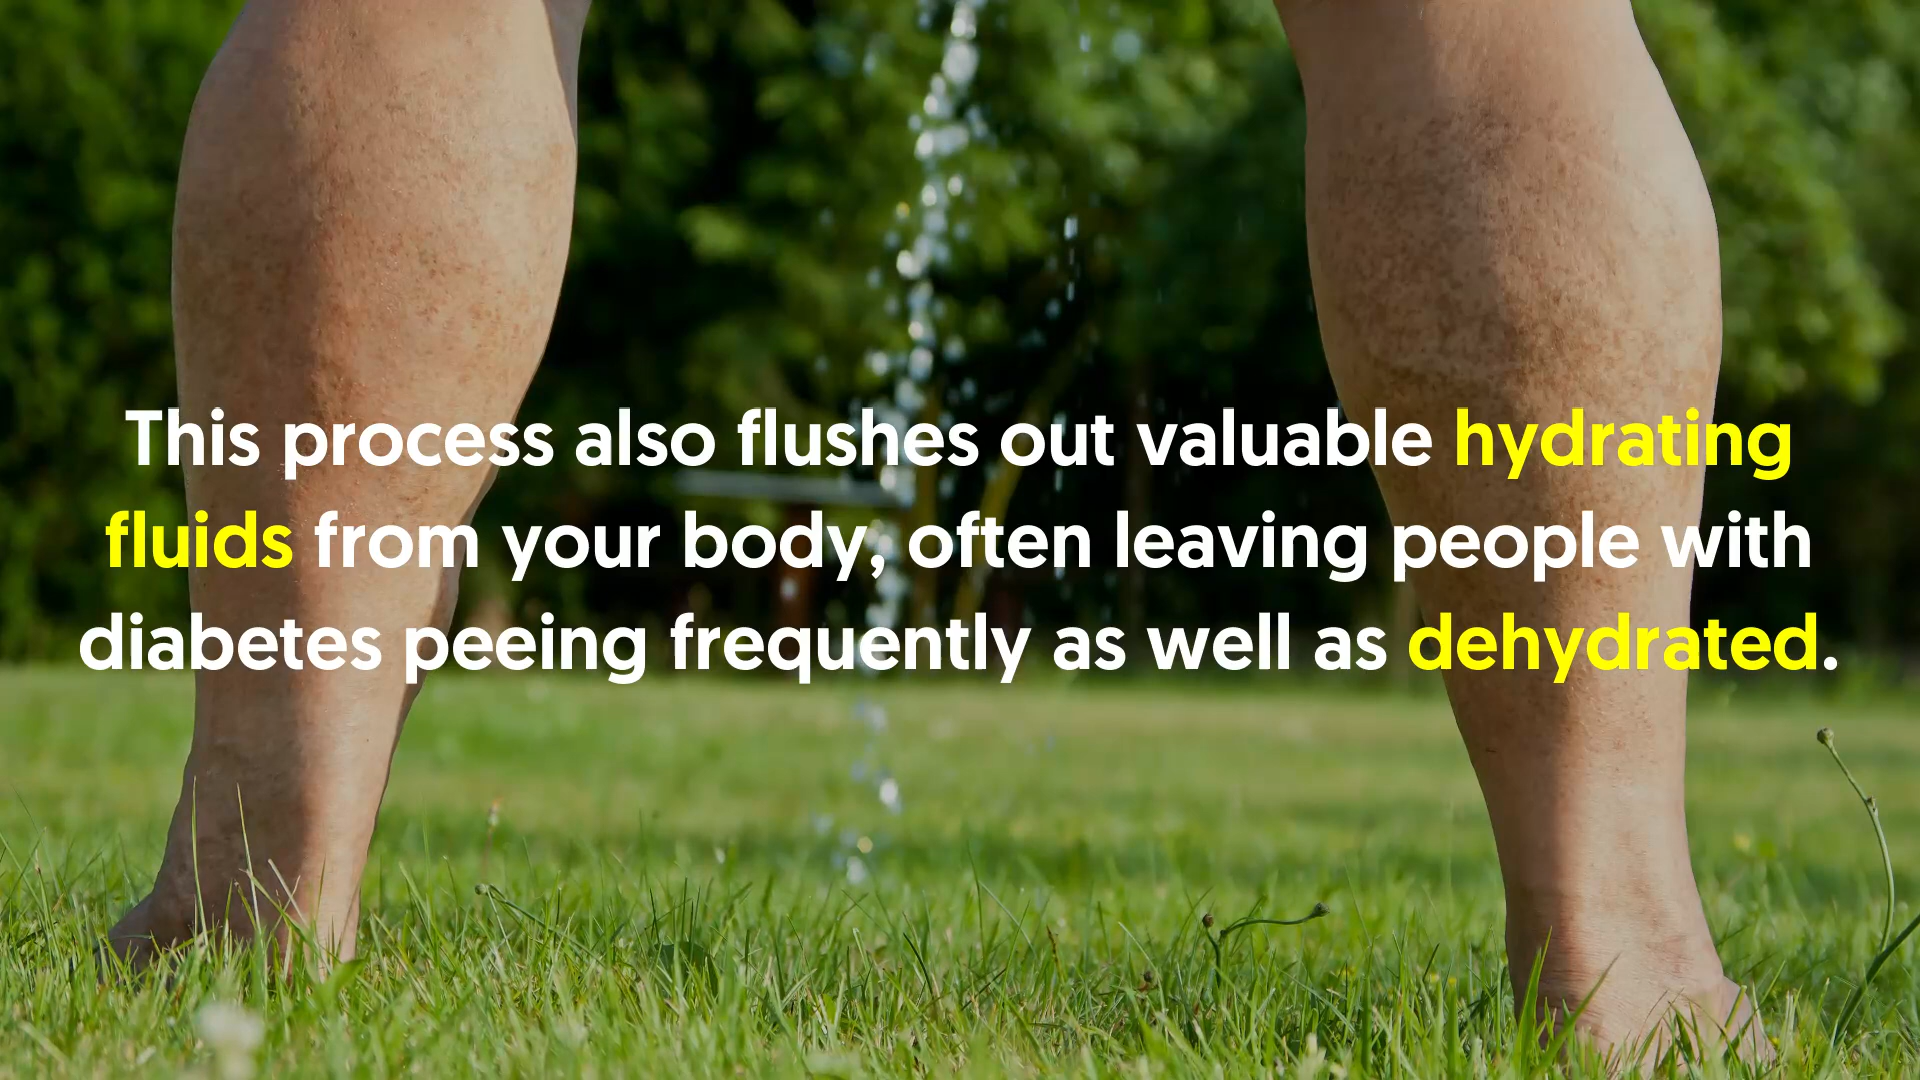 This process also flushes out valuable hydrating
fluids from your body, often leaving people with
diabetes peeing frequently as well as dehydrated.